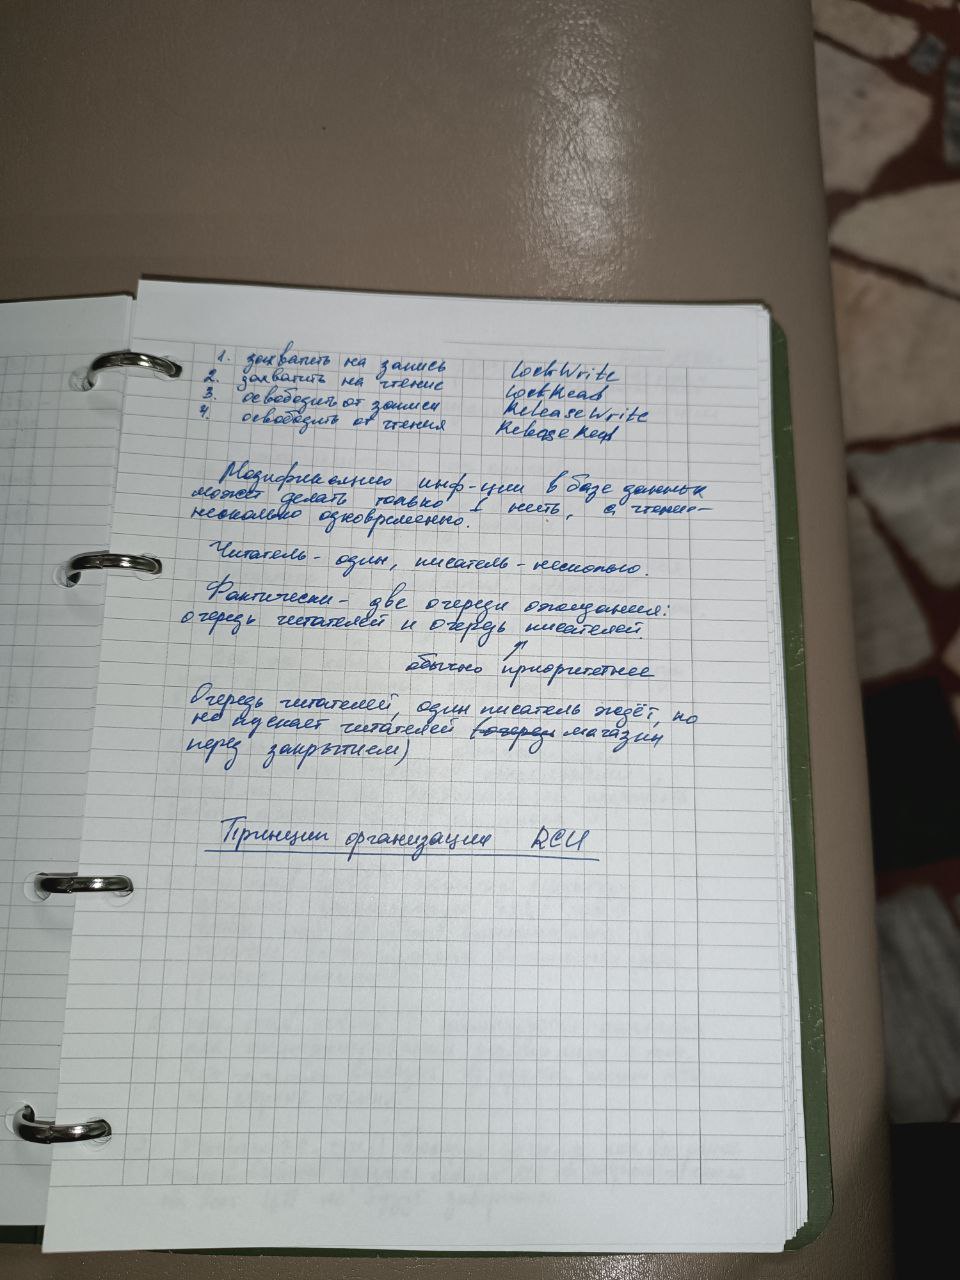 1. захватить на запись LockWrite
2. захватить на чтение LockRead
3. освободить от записи ReleaseWrite
4. освободить от чтения ReleaseRead
Модификацию инф-ции в базе данных
может делать только 1 нить, а чтение-
несколько одновременно.
Читатель - один, писатель - несколько.
Фактически - две очереди ожидания:
очередь читателей и очередь писателей.
обычно приоритетнее
Очередь читателей, один писатель ждёт, но
не пускает читателей (очереди магазин
перед закрытием)
Принцип организации RCU